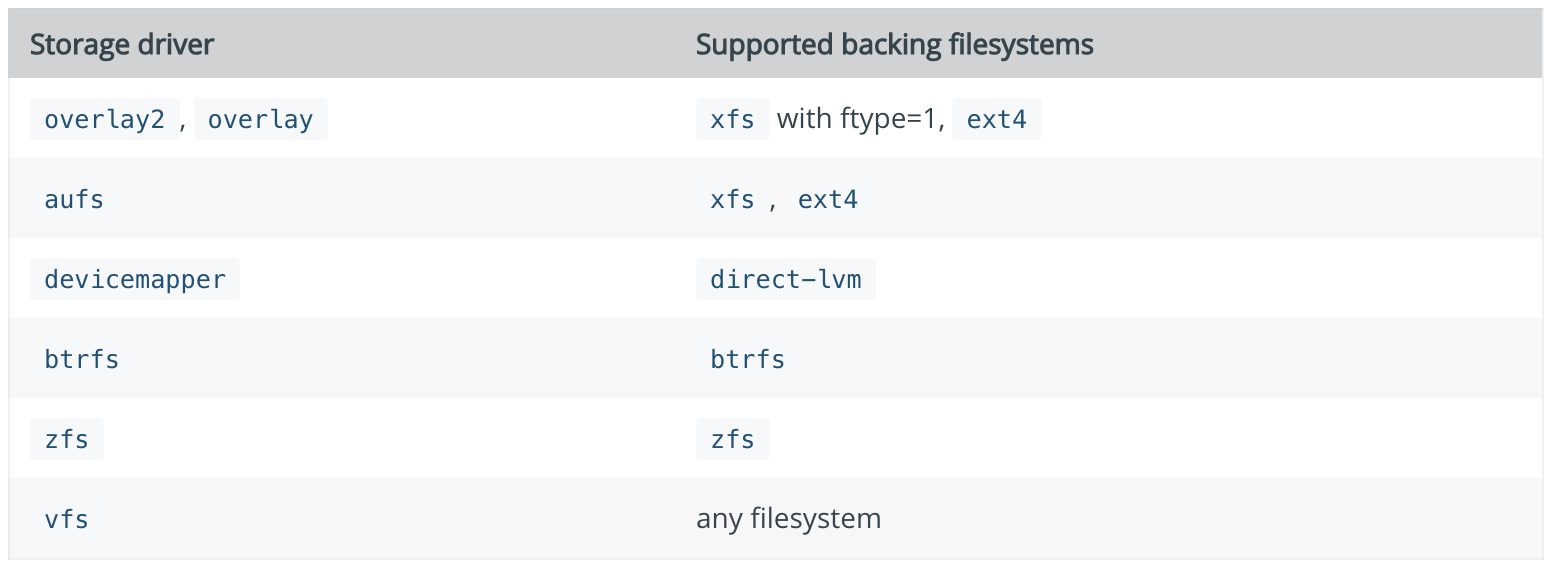 Storage driver Supported backing filesystems
overlay2 , overlay xfs with ftype=1, ext4
aufs xfs , ext4
devicemapper direct-lvm
btrfs btrfs
zfs zfs
vfs any filesystem